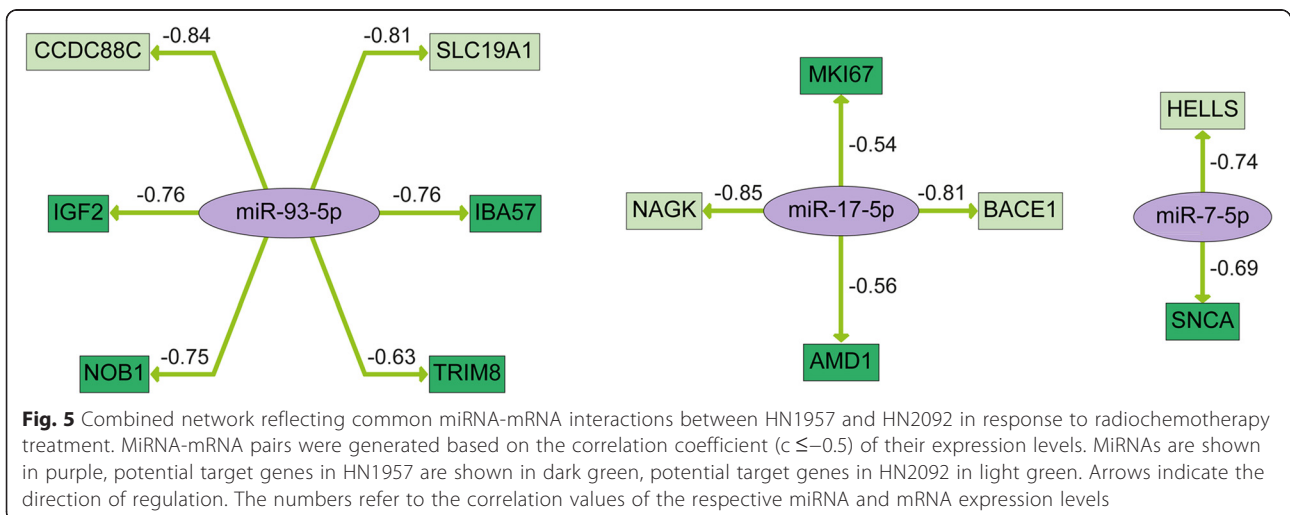 CCDC88C
-0.84
-0.81
SLC19A1
IGF2
-0.76
miR-93-5p
-0.76
IBA57
NOB1
-0.75
-0.63
TRIM8
MKI67
-0.54
NAGK
-0.85
miR-17-5p
-0.81
BACE1
-0.56
AMD1
HELLS
-0.74
miR-7-5p
-0.69
SNCA
Fig. 5 Combined network reflecting common miRNA-mRNA interactions between HN1957 and HN2092 in response to radiochemotherapy
treatment. MiRNA-mRNA pairs were generated based on the correlation coefficient (c ≤−0.5) of their expression levels. MiRNAs are shown
in purple, potential target genes in HN1957 are shown in dark green, potential target genes in HN2092 in light green. Arrows indicate the
direction of regulation. The numbers refer to the correlation values of the respective miRNA and mRNA expression levels